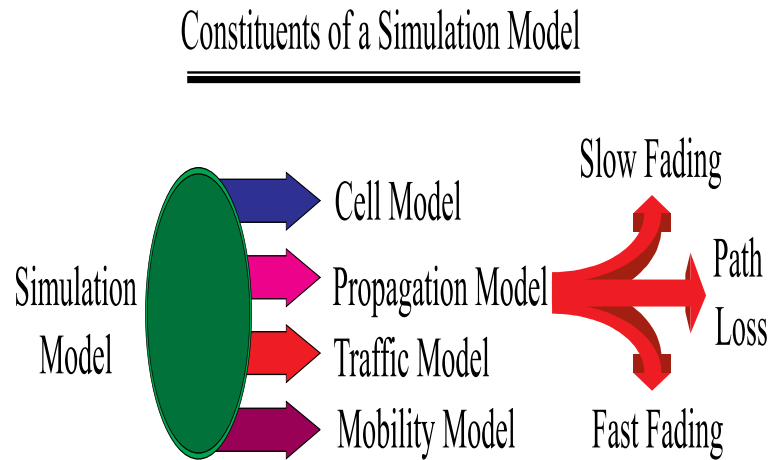 Constituents of a Simulation Model
Simulation
Model
Cell Model
Propagation Model
Traffic Model
Mobility Model
Slow Fading
Path
Loss
Fast Fading